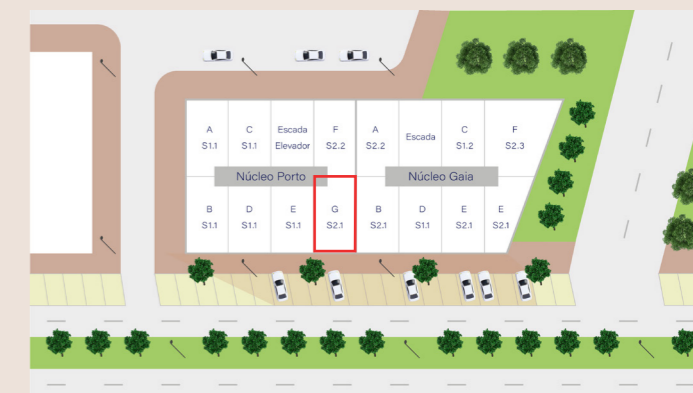 A C Escada F A Escada C F
S1.1 S1.1 Elevador S2.2 S2.2 S1.2 S2.3
Núcleo Porto Núcleo Gaia
B D E G B D E E
S1.1 S1.1 S1.1 S2.1 S2.1 S1.1 S2.1 S2.1